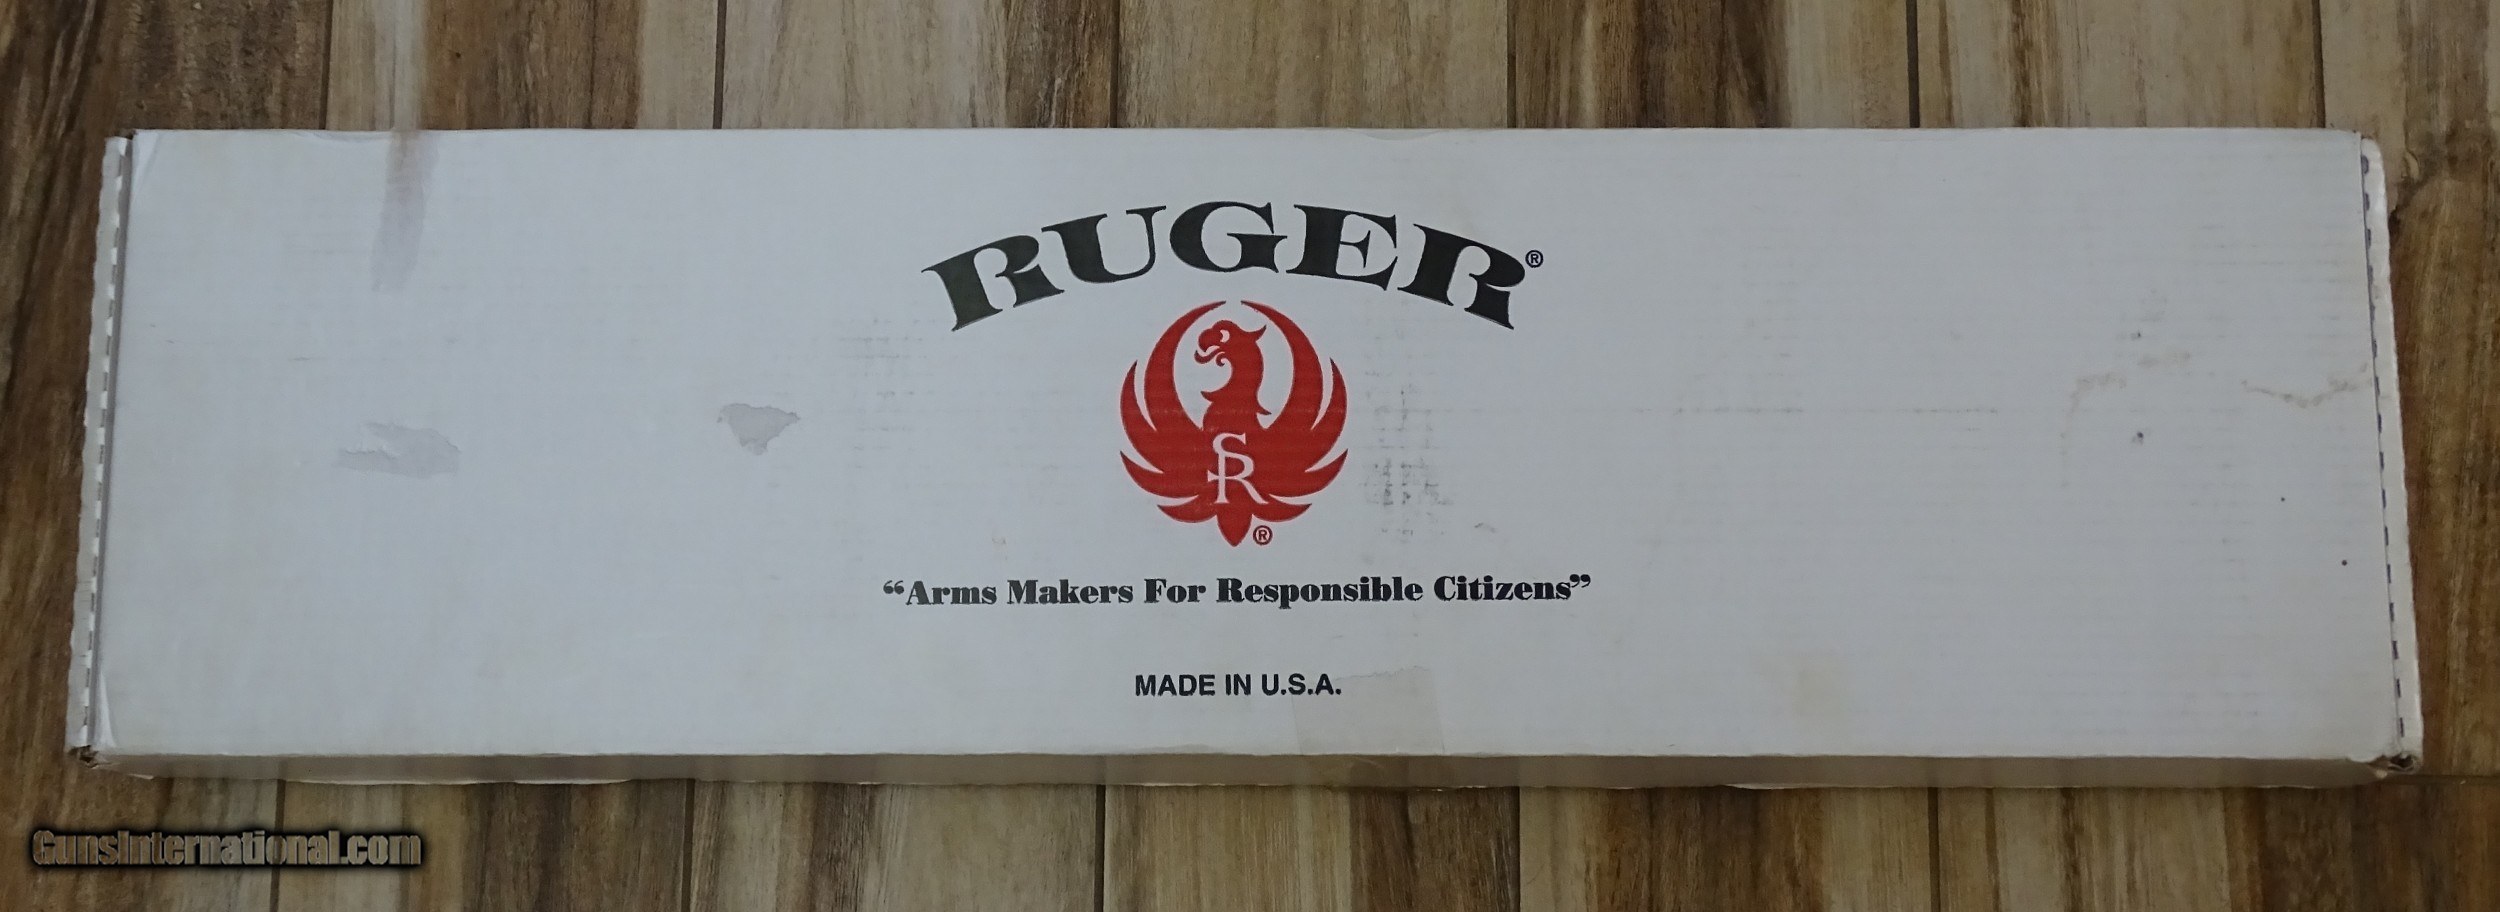 RUGER®
SR
®
“Arms Makers For Responsible Citizens”
MADE IN U.S.A.
GunsInternational.com